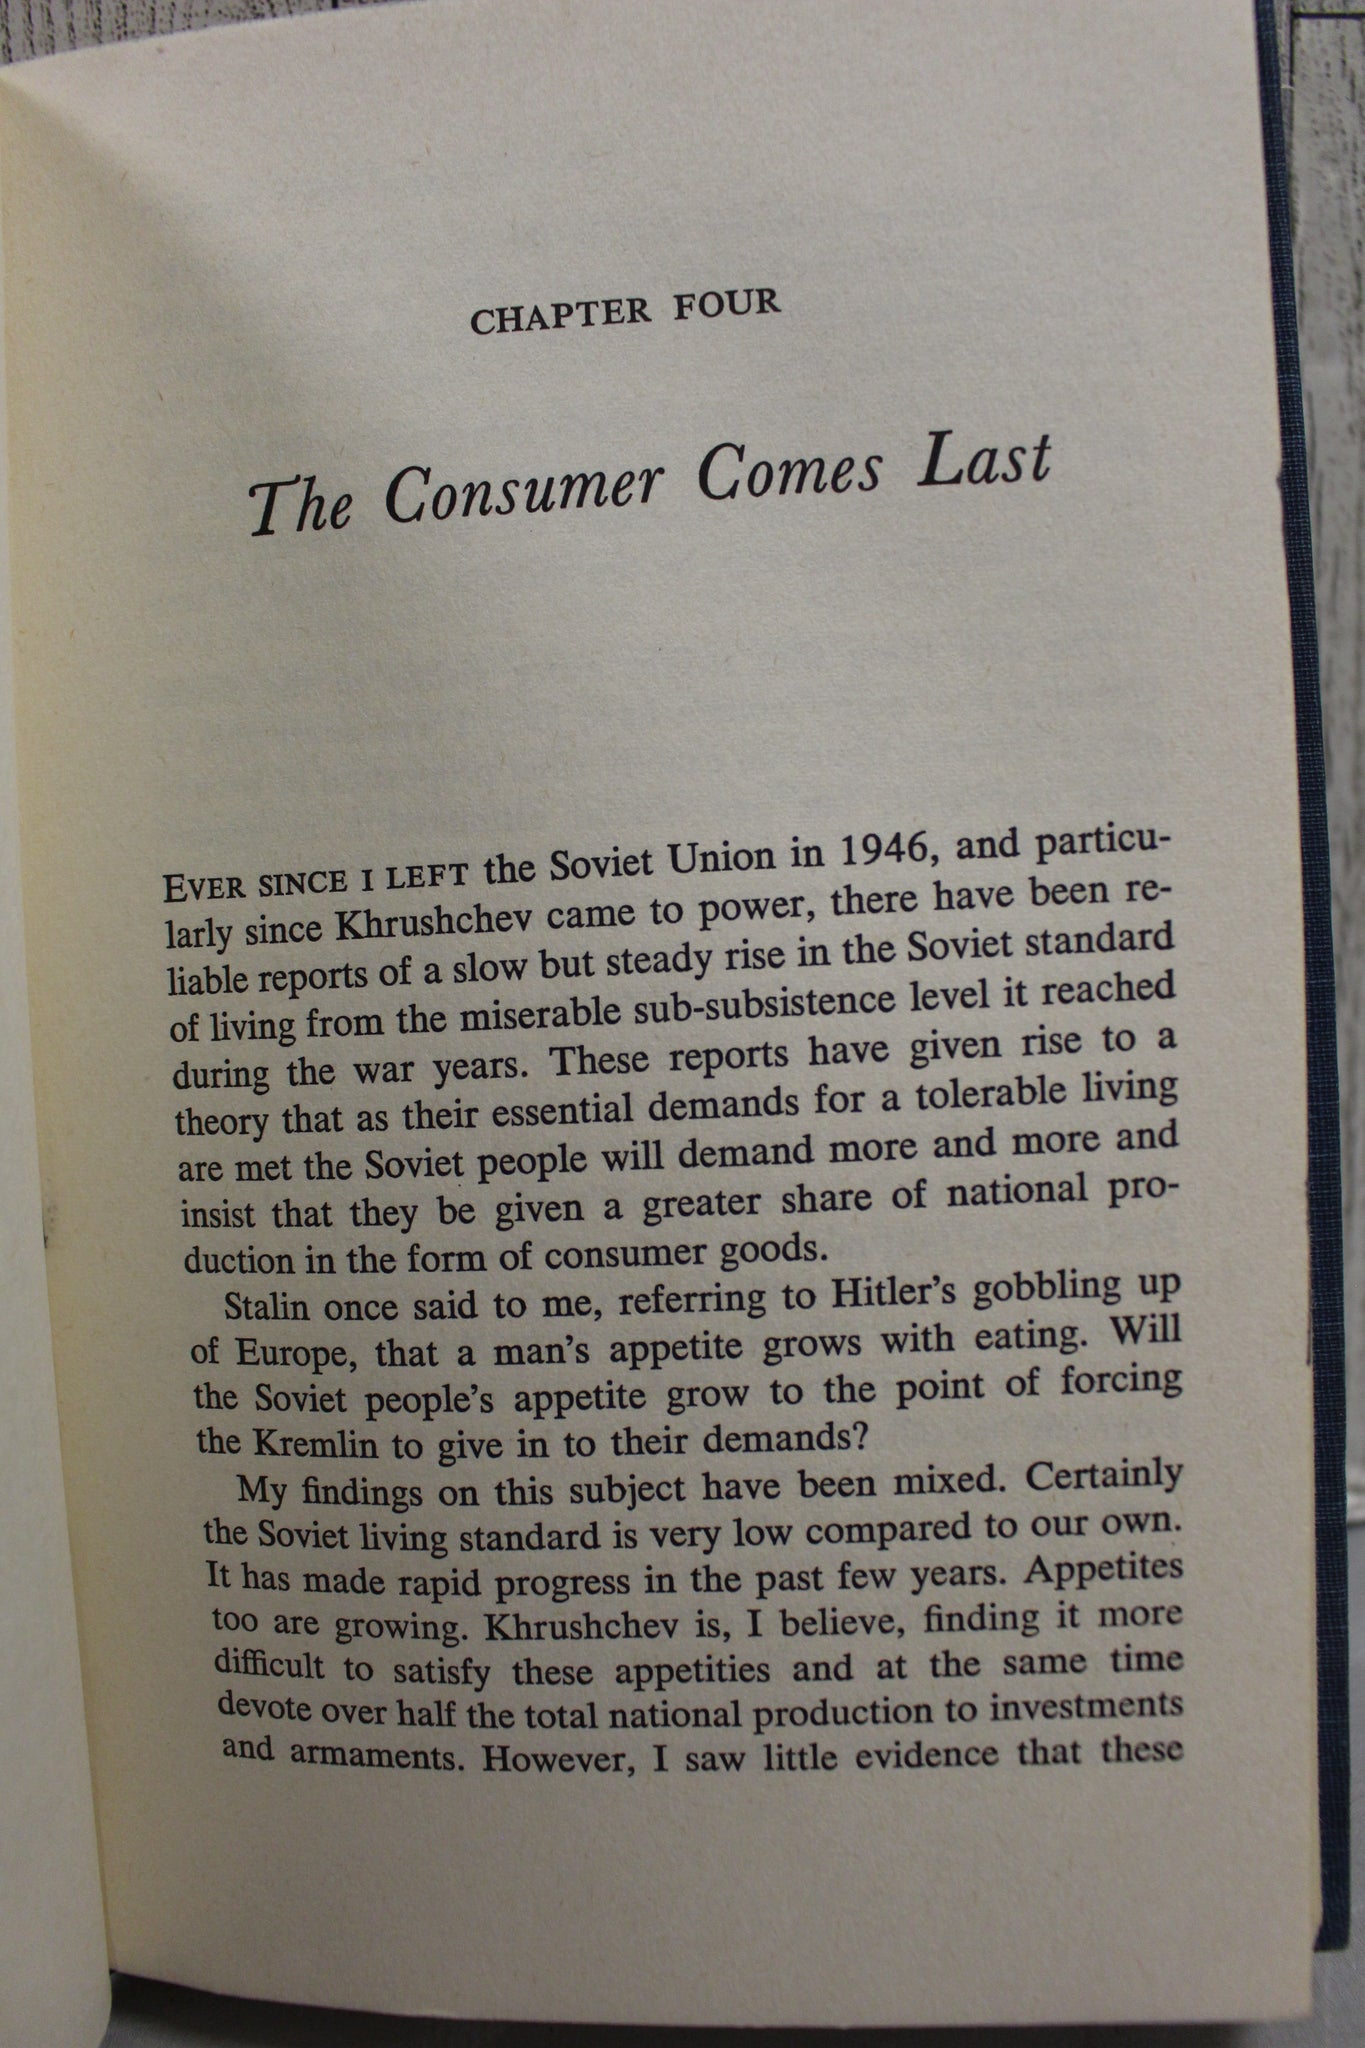 CHAPTER FOUR
The Consumer Comes Last
EVER SINCE I LEFT the Soviet Union in 1946, and particu-
larly since Khrushchev came to power, there have been re-
liable reports of a slow but steady rise in the Soviet standard
of living from the miserable sub-subsistence level it reached
during the war years. These reports have given rise to a
theory that as their essential demands for a tolerable living
are met the Soviet people will demand more and more and
insist that they be given a greater share of national pro-
duction in the form of consumer goods.
Stalin once said to me, referring to Hitler's gobbling up
of Europe, that a man's appetite grows with eating. Will
the Soviet people's appetite grow to the point of forcing
the Kremlin to give in to their demands?
My findings on this subject have been mixed. Certainly
the Soviet living standard is very low compared to our own.
It has made rapid progress in the past few years. Appetites
too are growing. Khrushchev is, I believe, finding it more
difficult to satisfy these appetities and at the same time
devote over half the total national production to investments
and armaments. However, I saw little evidence that these